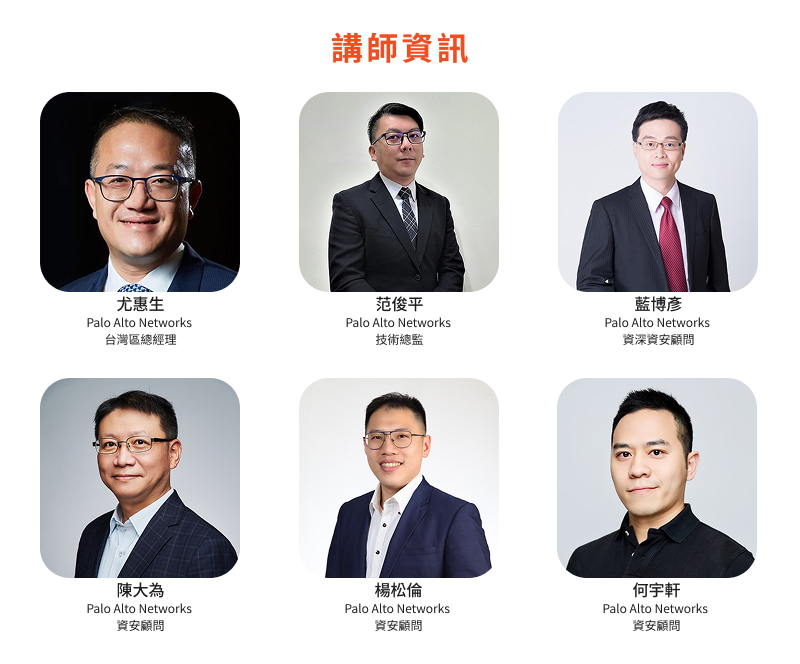 講師資訊
尤惠生
Palo Alto Networks
台灣區總經理
范俊平
Palo Alto Networks
技術總監
藍博彥
Palo Alto Networks
資深資安顧問
陳大為
Palo Alto Networks
資安顧問
楊松倫
Palo Alto Networks
資安顧問
何宇軒
Palo Alto Networks
資安顧問